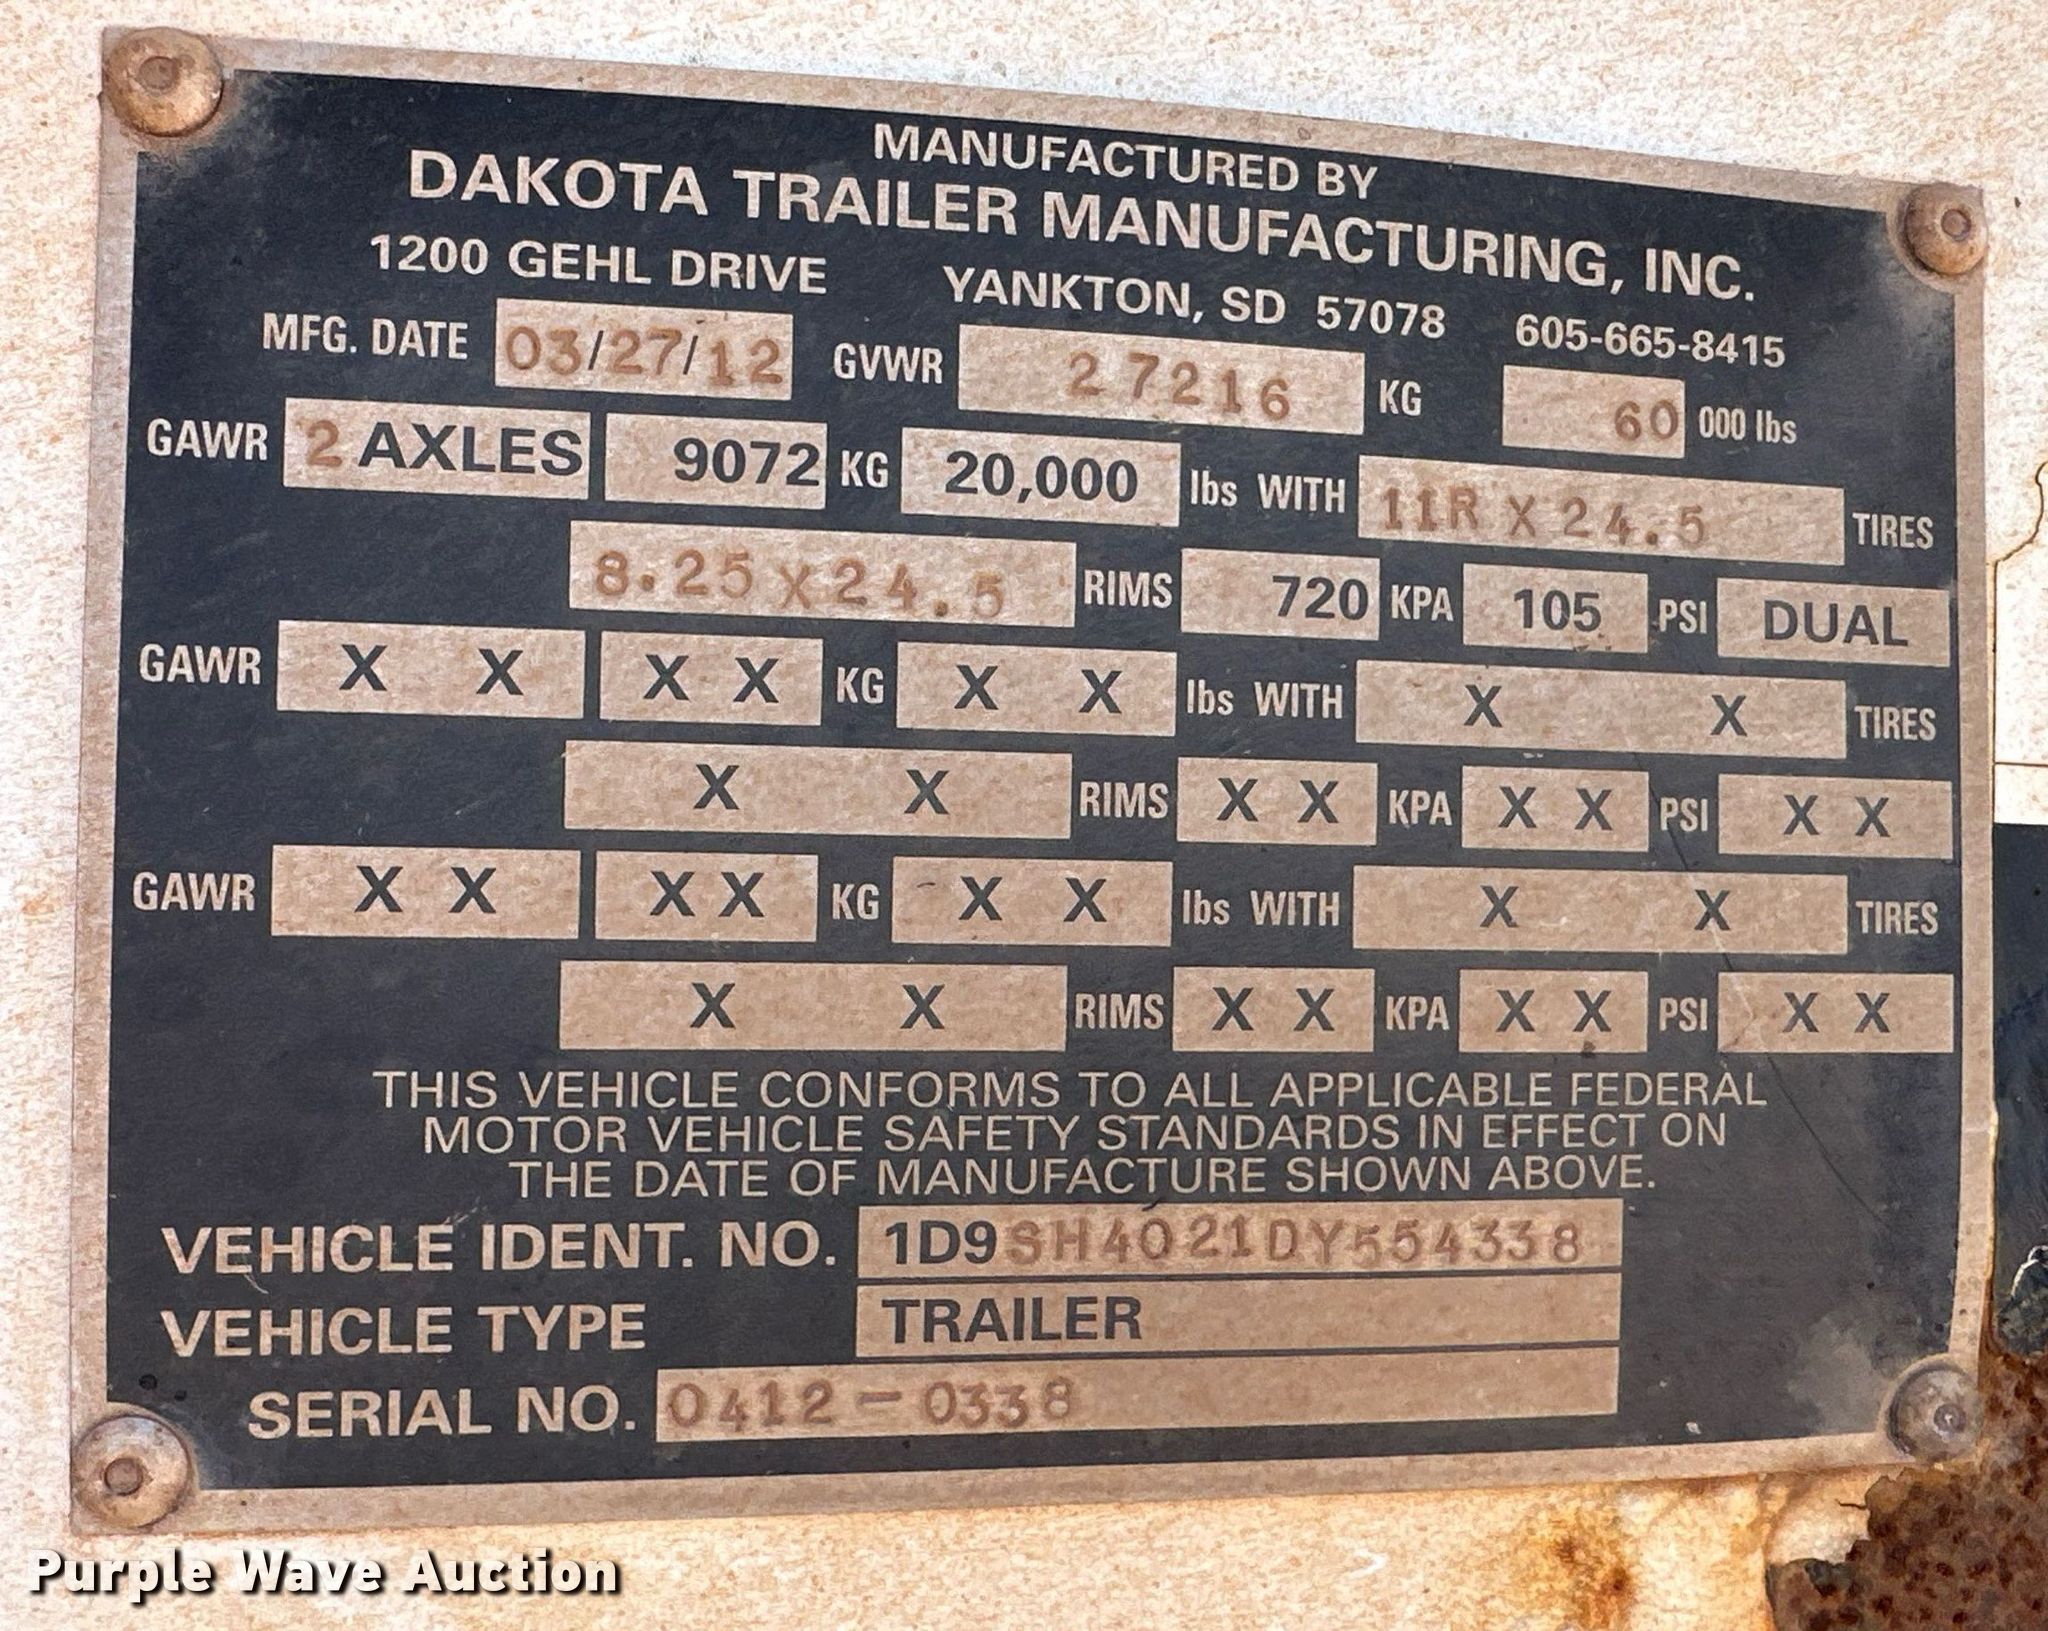 MANUFACTURED BY
DAKOTA TRAILER MANUFACTURING, INC.
1200 GEHL DRIVE YANKTON, SD 57078 605-665-8415
MFG. DATE 03/27/12 GVWR 27216 KG 60 000 lbs
GAWR 2 AXLES 9072 KG 20,000 lbs WITH 11R X 24.5 TIRES
8.25 X 24.5 RIMS 720 KPA 105 PSI DUAL
GAWR X X X X KG X X lbs WITH X X TIRES
X X RIMS X X KPA X X PSI X X
GAWR X X X X KG X X lbs WITH X X TIRES
X X RIMS X X KPA X X PSI X X
THIS VEHICLE CONFORMS TO ALL APPLICABLE FEDERAL
MOTOR VEHICLE SAFETY STANDARDS IN EFFECT ON
THE DATE OF MANUFACTURE SHOWN ABOVE.
VEHICLE IDENT. NO. 1D9SH4021DY554338
VEHICLE TYPE TRAILER
SERIAL NO. 0412-0338
Purple Wave Auction